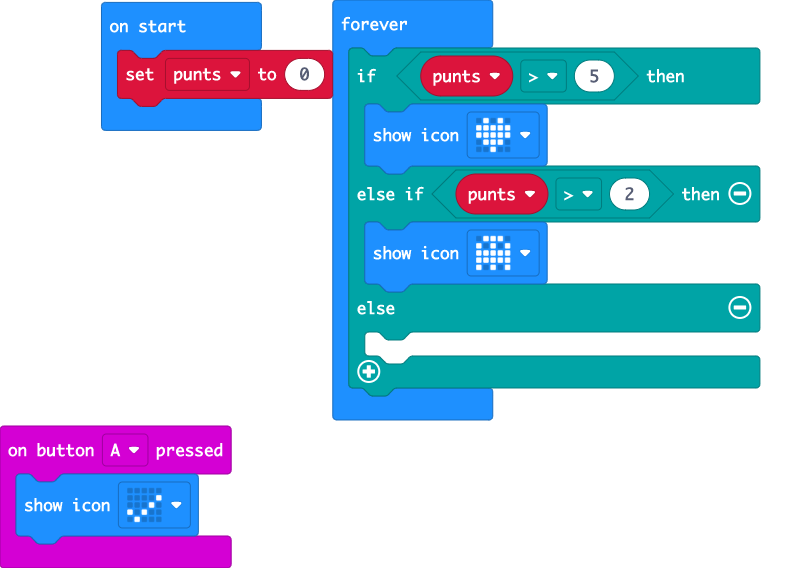 on start
set punts to 0
forever
if punts > 5 then
show icon
else if punts > 2 then
show icon
else
on button A pressed
show icon